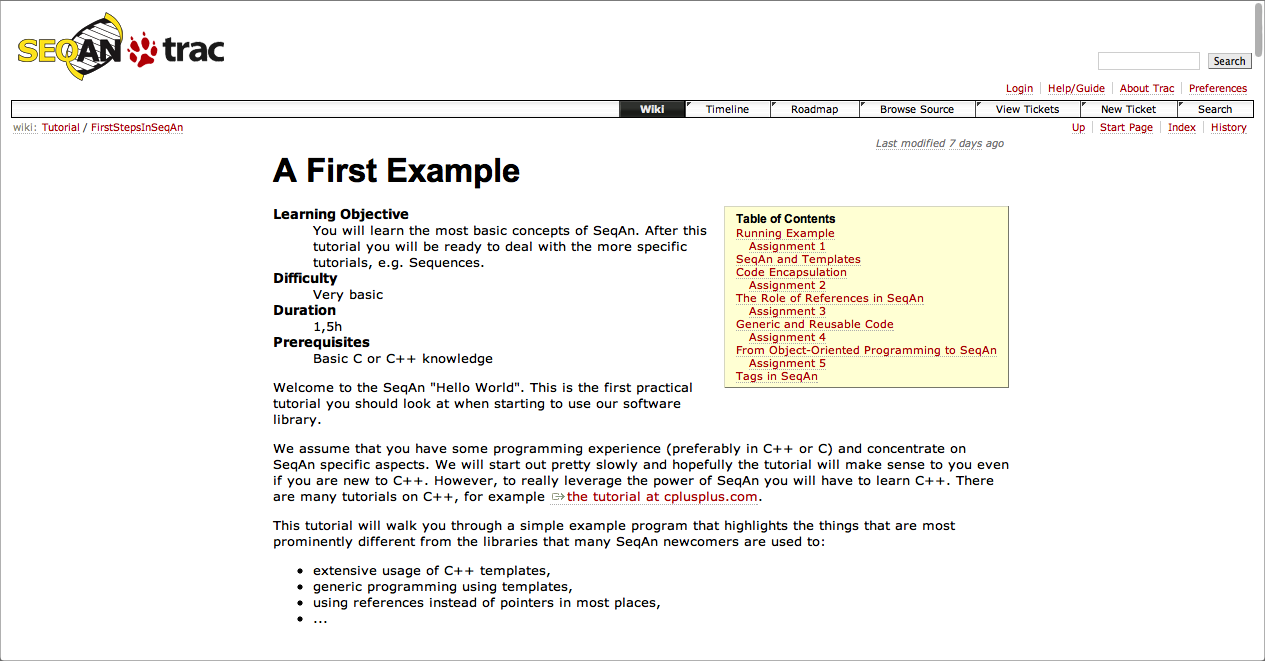 SEQAN trac
Search
Login Help/Guide About Trac Preferences
Wiki Timeline Roadmap Browse Source View Tickets New Ticket Search
wiki: Tutorial / FirstStepsInSeqAn
Up Start Page Index History
Last modified 7 days ago
A First Example
Learning Objective
You will learn the most basic concepts of SeqAn. After this
tutorial you will be ready to deal with the more specific
tutorials, e.g. Sequences.
Difficulty
Very basic
Duration
1,5h
Prerequisites
Basic C or C++ knowledge
Table of Contents
Running Example
Assignment 1
SeqAn and Templates
Code Encapsulation
Assignment 2
The Role of References in SeqAn
Assignment 3
Generic and Reusable Code
Assignment 4
From Object-Oriented Programming to SeqAn
Assignment 5
Tags in SeqAn
Welcome to the SeqAn "Hello World". This is the first practical
tutorial you should look at when starting to use our software
library.
We assume that you have some programming experience (preferably in C++ or C) and concentrate on
SeqAn specific aspects. We will start out pretty slowly and hopefully the tutorial will make sense to you even
if you are new to C++. However, to really leverage the power of SeqAn you will have to learn C++. There
are many tutorials on C++, for example the tutorial at cplusplus.com.
This tutorial will walk you through a simple example program that highlights the things that are most
prominently different from the libraries that many SeqAn newcomers are used to:
• extensive usage of C++ templates,
• generic programming using templates,
• using references instead of pointers in most places,
• ...